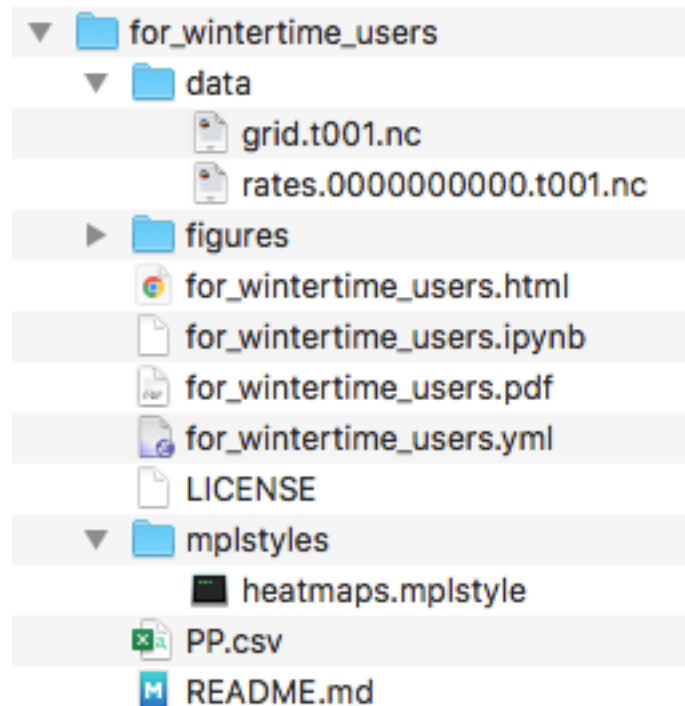 for_wintertime_users
data
grid.t001.nc
rates.0000000000.t001.nc
figures
for_wintertime_users.html
for_wintertime_users.ipynb
for_wintertime_users.pdf
for_wintertime_users.yml
LICENSE
mplstyles
heatmaps.mplstyle
PP.csv
README.md